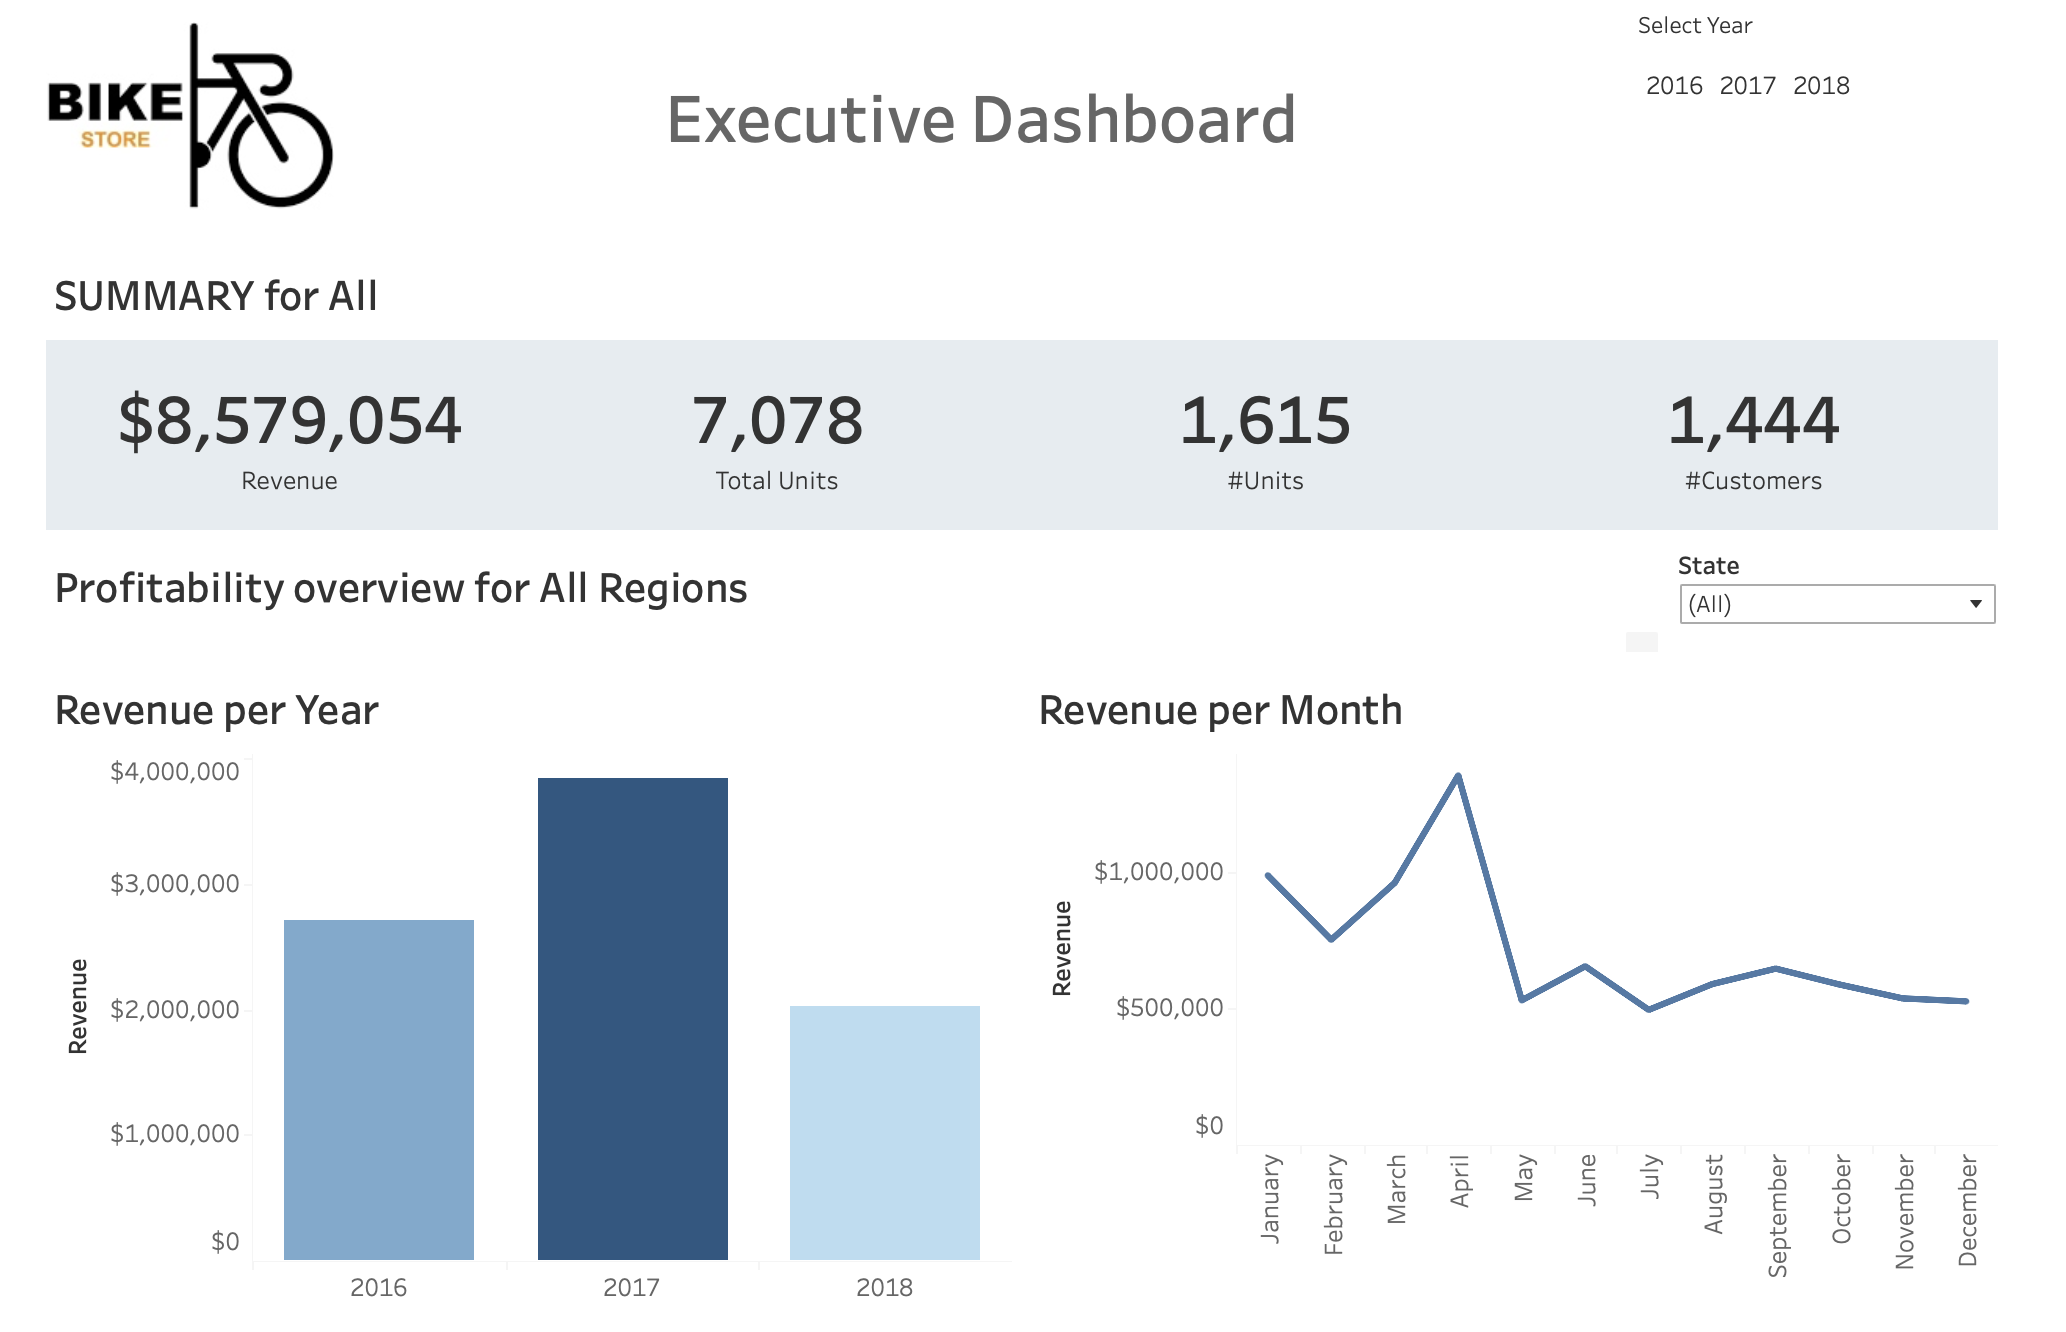 BIKE
STORE
Executive Dashboard
Select Year
2016 2017 2018
SUMMARY for All
$8,579,054 7,078 1,615 1,444
Revenue Total Units #Units #Customers
Profitability overview for All Regions
State
(All)
Revenue per Year
$4,000,000
$3,000,000
$2,000,000
$1,000,000
$0
Revenue
2016 2017 2018
Revenue per Month
$1,000,000
$500,000
$0
Revenue
January
February
March
April
May
June
July
August
September
October
November
December